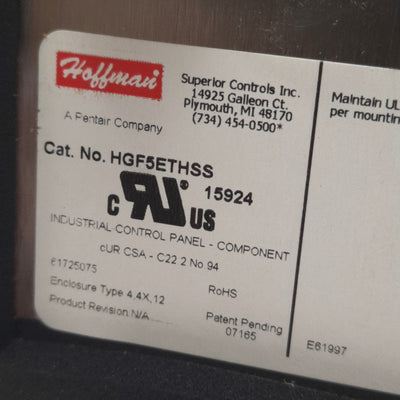 Hoffman
A Pentair Company
Superior Controls Inc.
14925 Galleon Ct.
Plymouth, MI 48170
(734) 454-0500*
Cat. No. HGF5ETHSS
c RU US
15924
INDUSTRIAL CONTROL PANEL - COMPONENT
cUR CSA - C22.2 No.94
61725075
RoHS
Enclosure Type 4,4X,12
Product Revision N/A
Patent Pending
07165
Maintain UL
per mountin
E61997